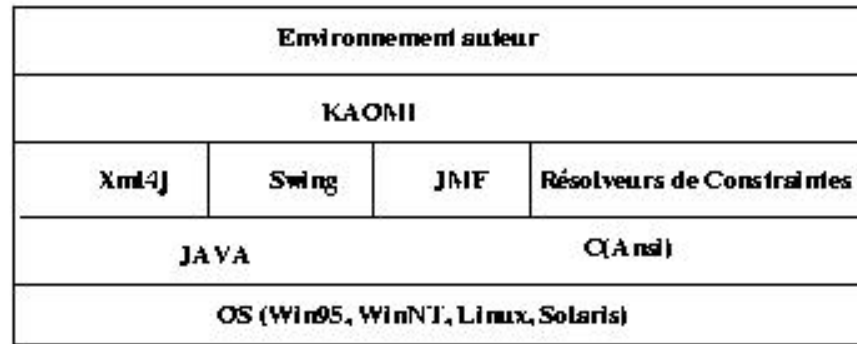 Environnement auteur
KAOMI
Xml4J Swing JMF Résolveurs de Constraintes
JAVA C(Ansi)
OS (Win95, WinNT, Linux, Solaris)